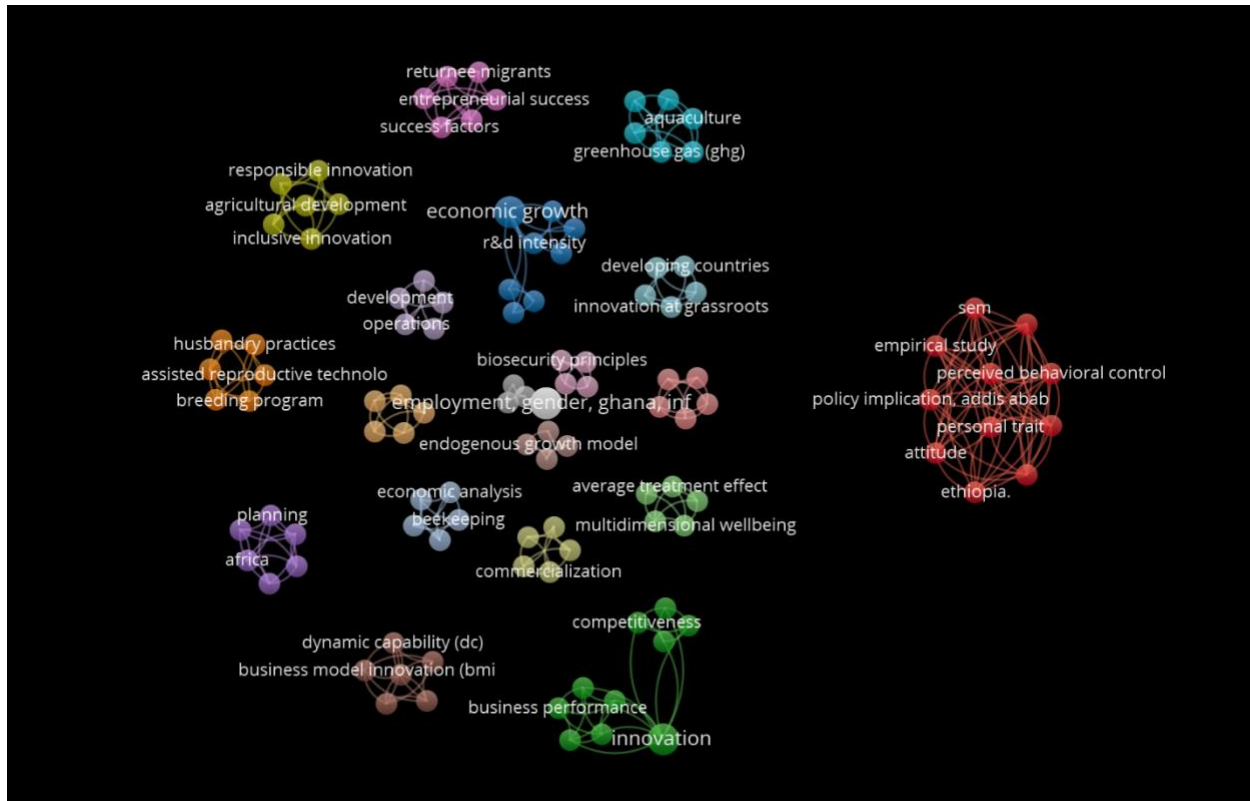 returnee migrants
entrepreneurial success
success factors
aquaculture
greenhouse gas (ghg)
responsible innovation
agricultural development
inclusive innovation
economic growth
r&d intensity
developing countries
innovation at grassroots
development
operations
husbandry practices
assisted reproductive technolo
breeding program
biosecurity principles
employment, gender, ghana, inf
endogenous growth model
sem
empirical study
perceived behavioral control
policy implication, addis abab
personal trait
attitude
ethiopia.
economic analysis
beekeeping
average treatment effect
multidimensional wellbeing
planning
africa
commercialization
competitiveness
dynamic capability (dc)
business model innovation (bmi
business performance
innovation